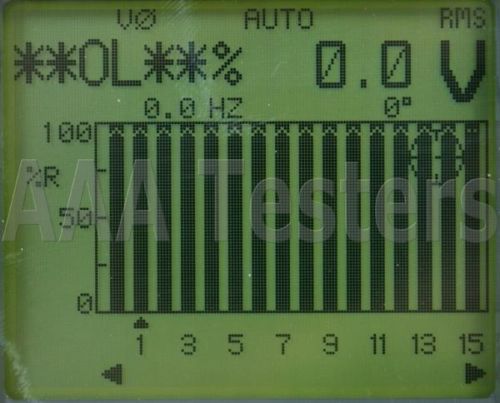 VØ AUTO RMS
**OL**% 0.0 V
0.0 HZ 0°
100
%R
AAA Testers
50
0
1 3 5 7 9 11 13 15